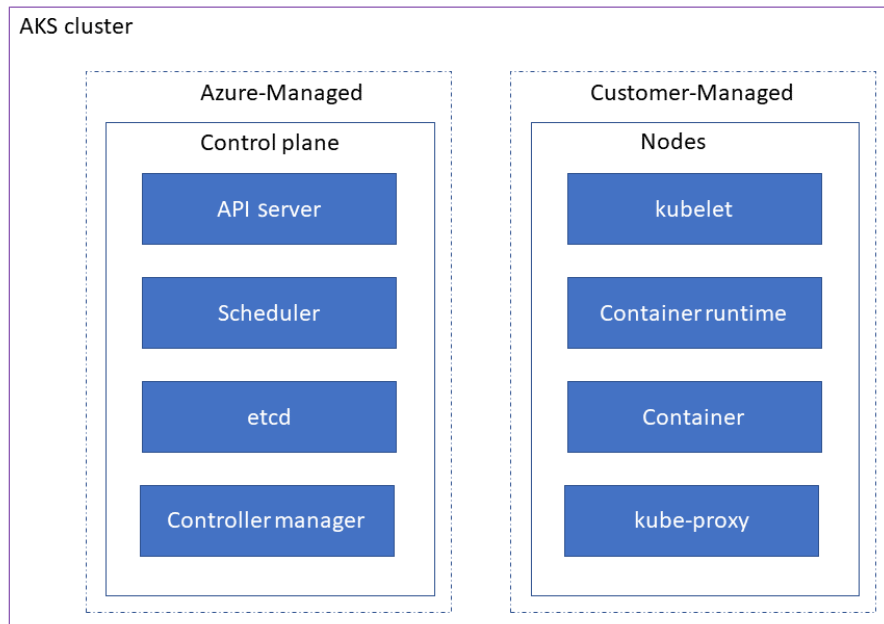 AKS cluster
Azure-Managed
Control plane
API server
Scheduler
etcd
Controller manager
Customer-Managed
Nodes
kubelet
Container runtime
Container
kube-proxy